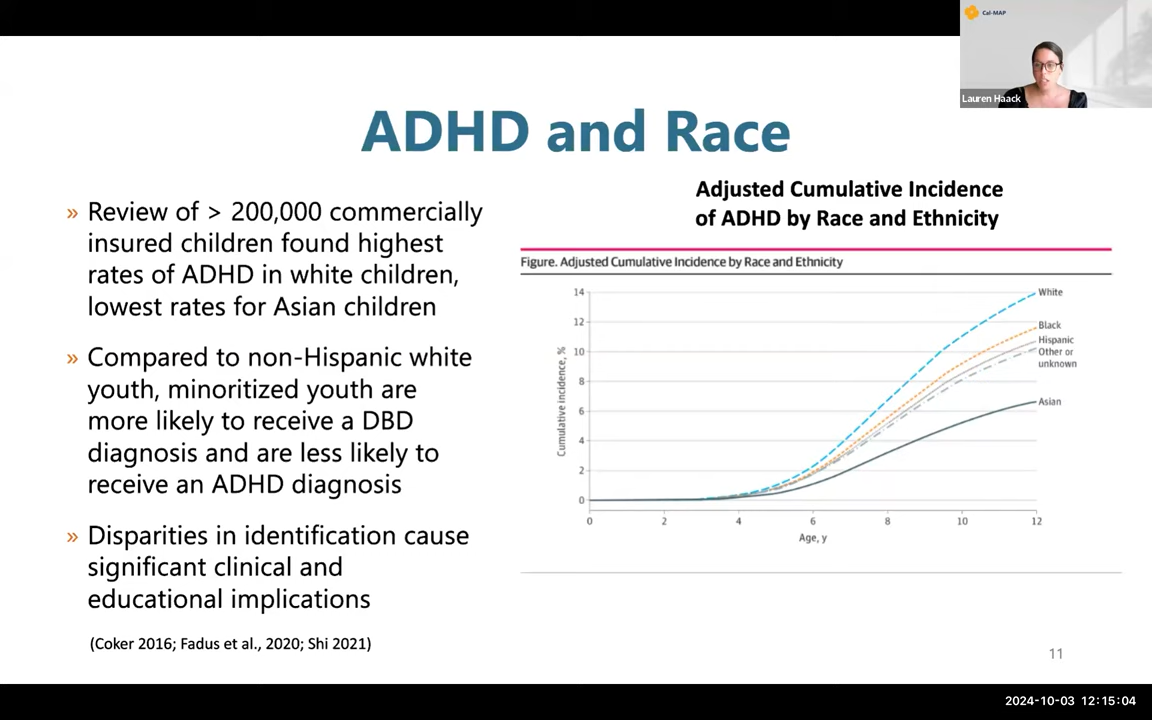 Cal-MAP
Lauren Haack
ADHD and Race
» Review of > 200,000 commercially
insured children found highest
rates of ADHD in white children,
lowest rates for Asian children
» Compared to non-Hispanic white
youth, minoritized youth are
more likely to receive a DBD
diagnosis and are less likely to
receive an ADHD diagnosis
» Disparities in identification cause
significant clinical and
educational implications
(Coker 2016; Fadus et al., 2020; Shi 2021)
Adjusted Cumulative Incidence
of ADHD by Race and Ethnicity
Figure. Adjusted Cumulative Incidence by Race and Ethnicity
Cumulative incidence, %
14
12
10
8
6
4
2
0
0 2 4 6 8 10 12
Age, y
White
Black
Hispanic
Other or
unknown
Asian
11
2024-10-03 12:15:04